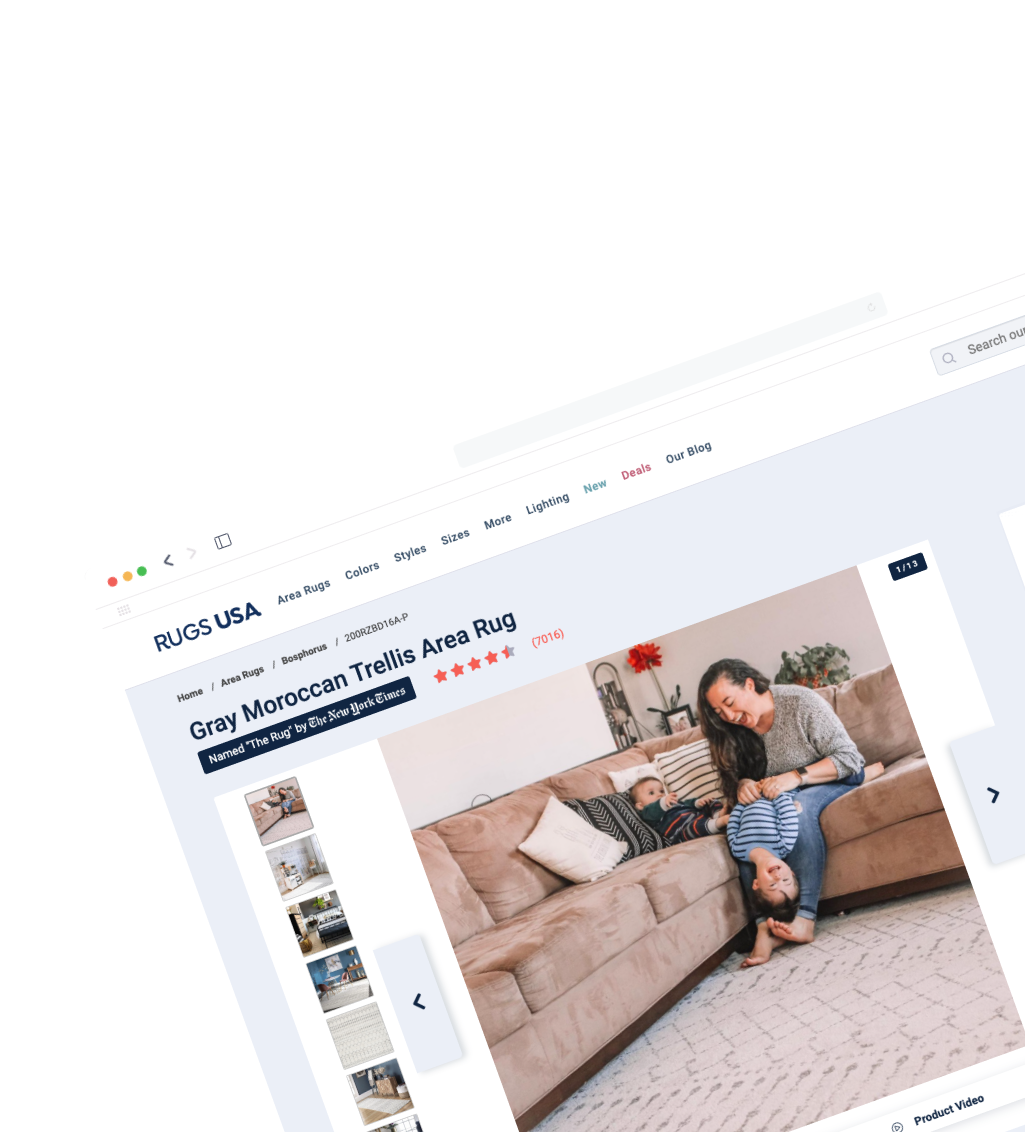 Search our
RUGS USA
Area Rugs Colors Styles Sizes More Lighting New Deals Our Blog
Home / Area Rugs / Bosphorus / 200RZBD16A-P
Gray Moroccan Trellis Area Rug
(7016)
Named "The Rug" by The New York Times
1 / 13
Product Video